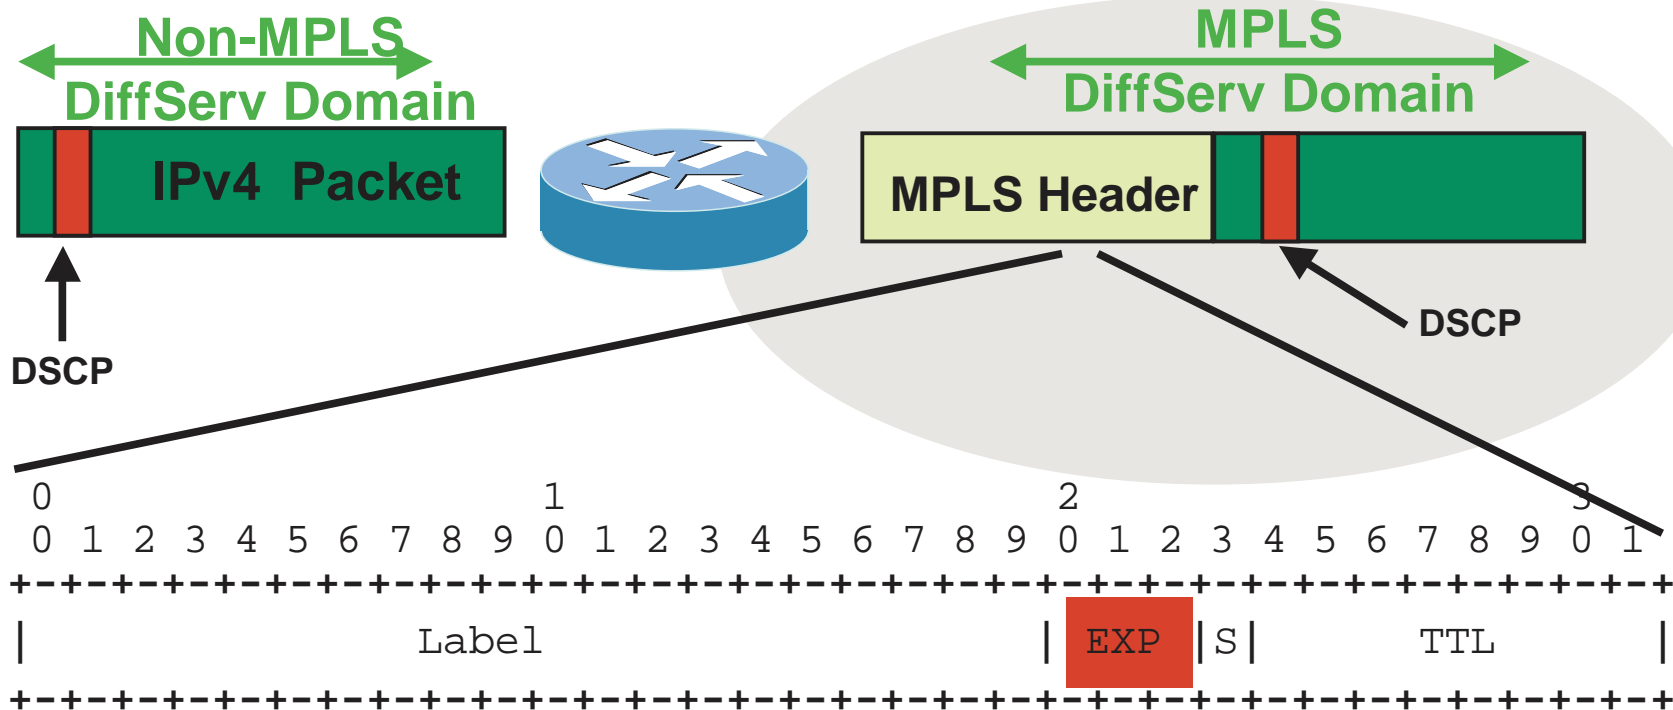 Non-MPLS
DiffServ Domain
MPLS
DiffServ Domain
IPv4 Packet
MPLS Header
DSCP
DSCP
0 1 2 3
0 1 2 3 4 5 6 7 8 9 0 1 2 3 4 5 6 7 8 9 0 1 2 3 4 5 6 7 8 9 0 1
+-+-+-+-+-+-+-+-+-+-+-+-+-+-+-+-+-+-+-+-+-+-+-+-+-+-+-+-+-+-+-+-+
| Label | EXP |S| TTL |
+-+-+-+-+-+-+-+-+-+-+-+-+-+-+-+-+-+-+-+-+-+-+-+-+-+-+-+-+-+-+-+-+